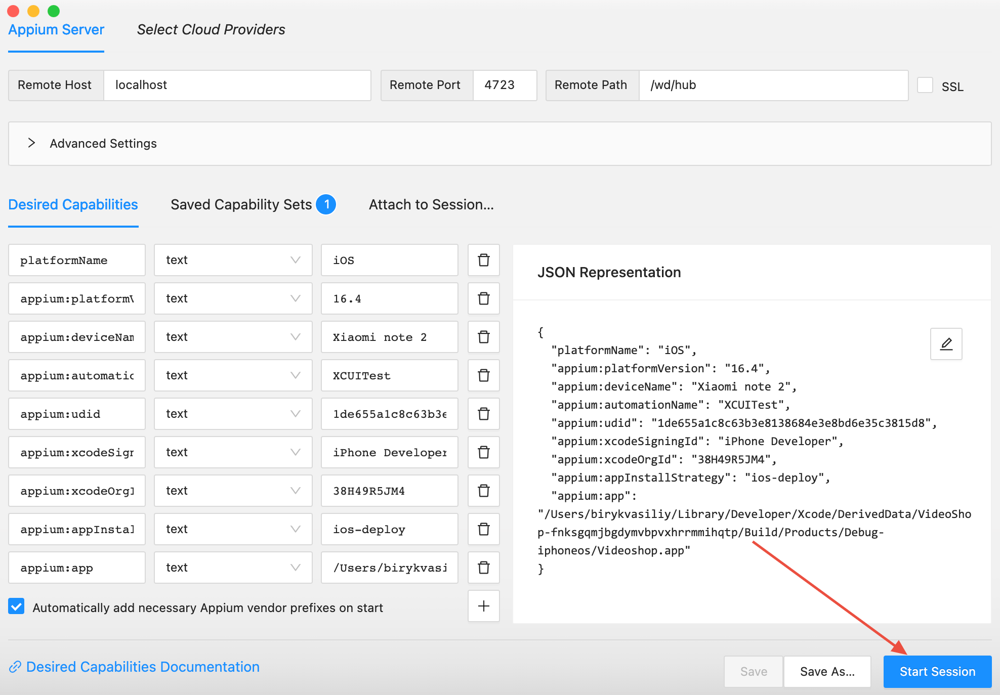 Appium Server Select Cloud Providers
Remote Host localhost Remote Port 4723 Remote Path /wd/hub SSL
Advanced Settings
Desired Capabilities Saved Capability Sets 1 Attach to Session...
platformName text iOS
appium:platformV text 16.4
appium:deviceNam text Xiaomi note 2
appium:automatic text XCUITest
appium:udid text 1de655a1c8c63b3e
appium:xcodeSign text iPhone Developer
appium:xcodeOrgI text 38H49R5JM4
appium:appInstal text ios-deploy
appium:app text /Users/birykvasi
Automatically add necessary Appium vendor prefixes on start
JSON Representation
{
"platformName": "iOS",
"appium:platformVersion": "16.4",
"appium:deviceName": "Xiaomi note 2",
"appium:automationName": "XCUITest",
"appium:udid": "1de655a1c8c63b3e8138684e3e8bd6e35c3815d8",
"appium:xcodeSigningId": "iPhone Developer",
"appium:xcodeOrgId": "38H49R5JM4",
"appium:appInstallStrategy": "ios-deploy",
"appium:app":
"/Users/birykvasiliy/Library/Developer/Xcode/DerivedData/VideoSho
p-fnksgqmjbgdymvbpvxhrrmmihqtp/Build/Products/Debug-
iphoneos/Videoshop.app"
}
Desired Capabilities Documentation
Save Save As... Start Session